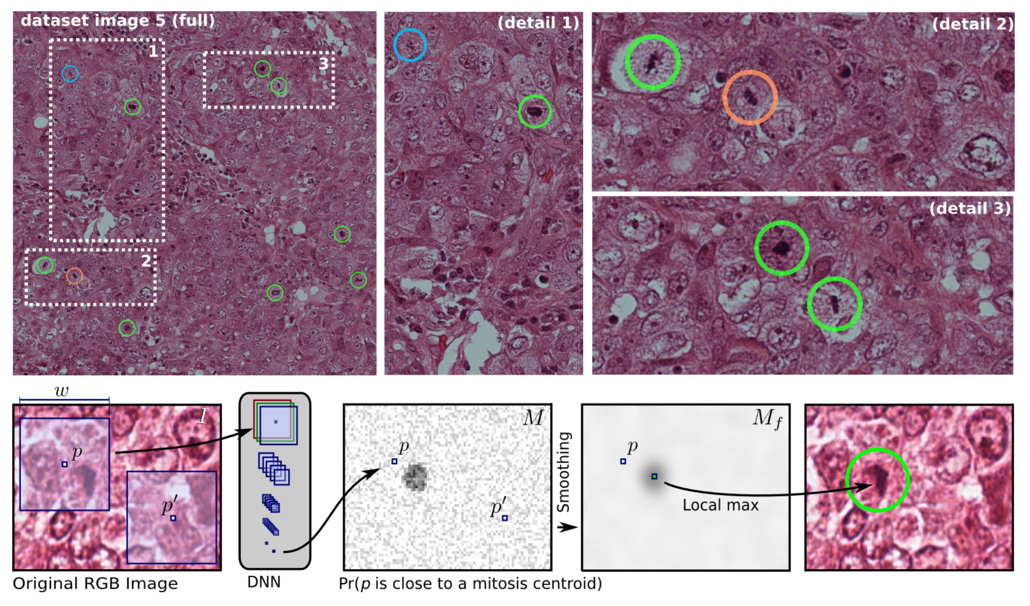 dataset image 5 (full)
1
3
2
(detail 1)
(detail 2)
(detail 3)
w
I
p
p′
Original RGB Image
DNN
M
p
p′
Pr(p is close to a mitosis centroid)
Smoothing
M_f
p
Local max